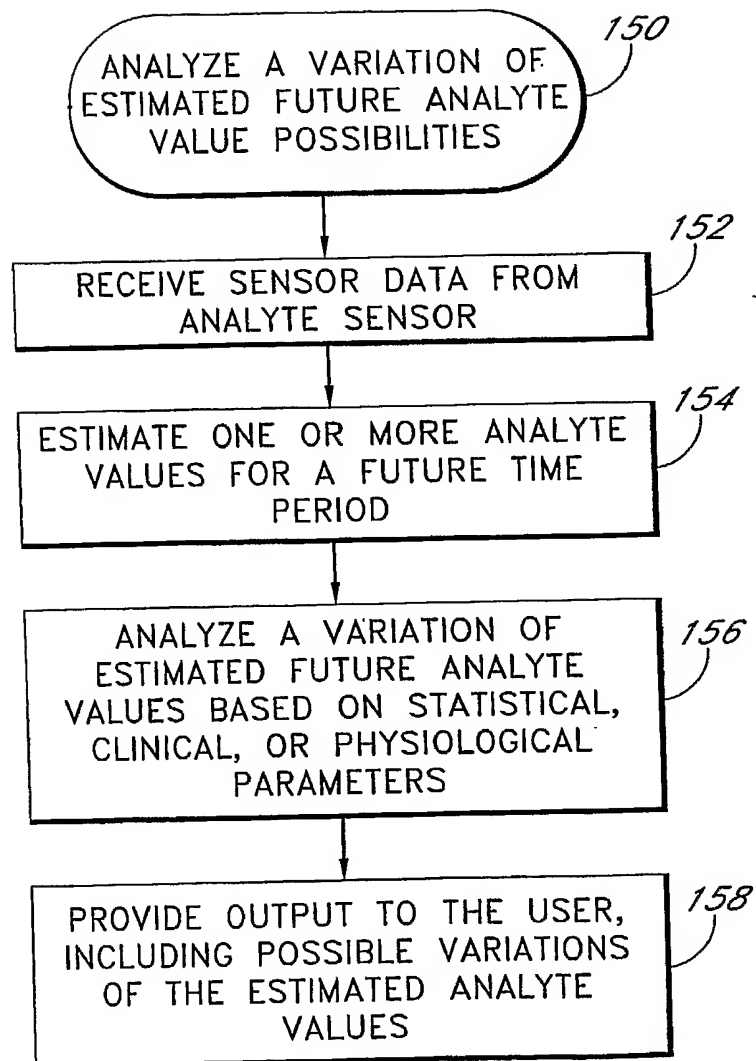 150
ANALYZE A VARIATION OF
ESTIMATED FUTURE ANALYTE
VALUE POSSIBILITIES
152
RECEIVE SENSOR DATA FROM
ANALYTE SENSOR
154
ESTIMATE ONE OR MORE ANALYTE
VALUES FOR A FUTURE TIME
PERIOD
156
ANALYZE A VARIATION OF
ESTIMATED FUTURE ANALYTE
VALUES BASED ON STATISTICAL,
CLINICAL, OR PHYSIOLOGICAL
PARAMETERS
158
PROVIDE OUTPUT TO THE USER,
INCLUDING POSSIBLE VARIATIONS
OF THE ESTIMATED ANALYTE
VALUES